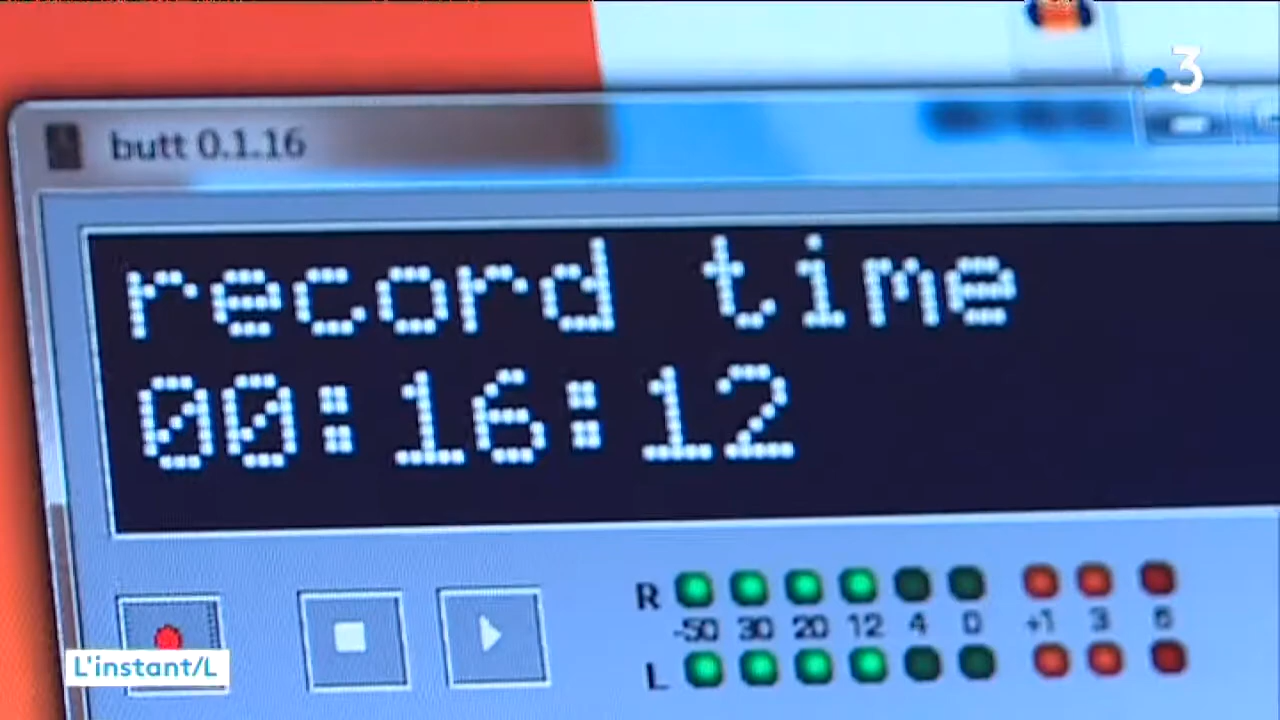 3
butt 0.1.16
record time
00:16:12
R
-50 30 20 12 4 0 +1 3 6
L
L'instant/L